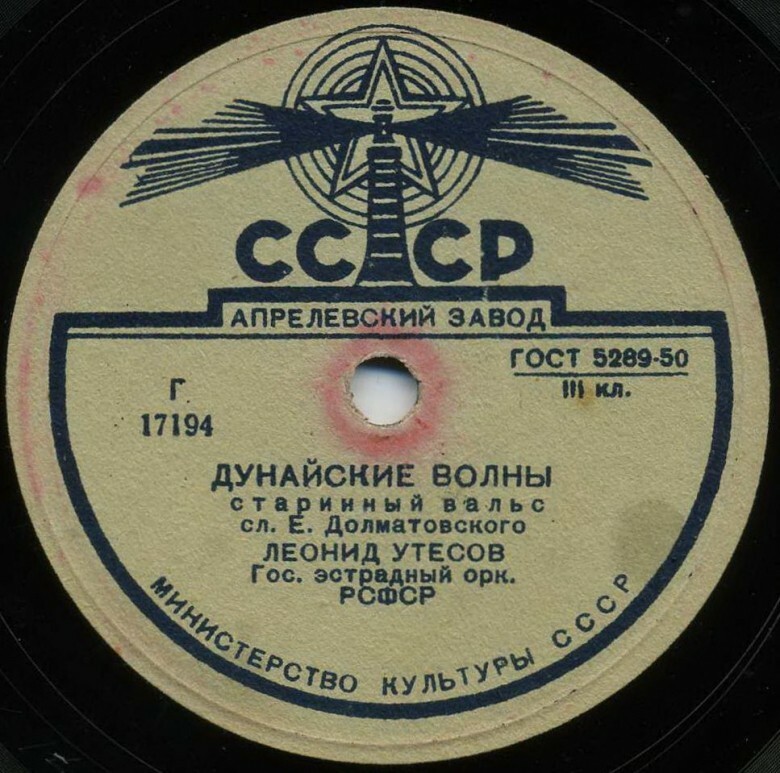 СССР
АПРЕЛЕВСКИЙ ЗАВОД
ГОСТ 5289-50
III кл.
Г
17194
ДУНАЙСКИЕ ВОЛНЫ
старинный вальс
сл. Е. Долматовского
ЛЕОНИД УТЕСОВ
Гос. эстрадный орк.
РСФСР
МИНИСТЕРСТВО КУЛЬТУРЫ СССР